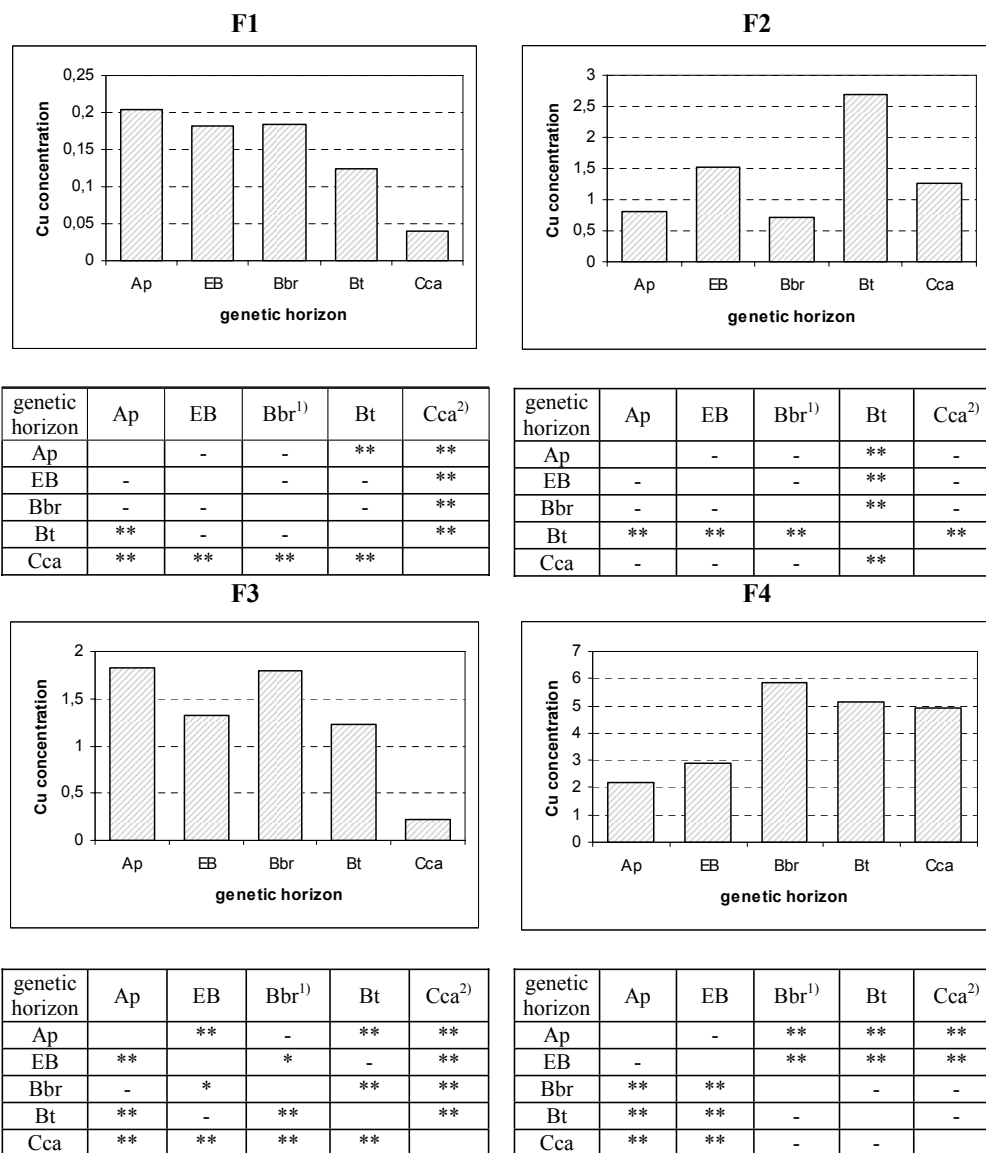 F1
Cu concentration
0,25
0,2
0,15
0,1
0,05
0
Ap EB Bbr Bt Cca
genetic horizon
genetic horizon Ap EB Bbr1) Bt Cca2)
Ap - - ** **
EB - - - **
Bbr - - - **
Bt ** - - **
Cca ** ** ** **
F2
Cu concentration
3
2,5
2
1,5
1
0,5
0
Ap EB Bbr Bt Cca
genetic horizon
genetic horizon Ap EB Bbr1) Bt Cca2)
Ap - - ** -
EB - - ** -
Bbr - - ** -
Bt ** ** ** **
Cca - - - **
F3
Cu concentration
2
1,5
1
0,5
0
Ap EB Bbr Bt Cca
genetic horizon
genetic horizon Ap EB Bbr1) Bt Cca2)
Ap ** - ** **
EB ** * - **
Bbr - * ** **
Bt ** - ** **
Cca ** ** ** **
F4
Cu concentration
7
6
5
4
3
2
1
0
Ap EB Bbr Bt Cca
genetic horizon
genetic horizon Ap EB Bbr1) Bt Cca2)
Ap - ** ** **
EB - ** ** **
Bbr ** ** - -
Bt ** ** - -
Cca ** ** - -